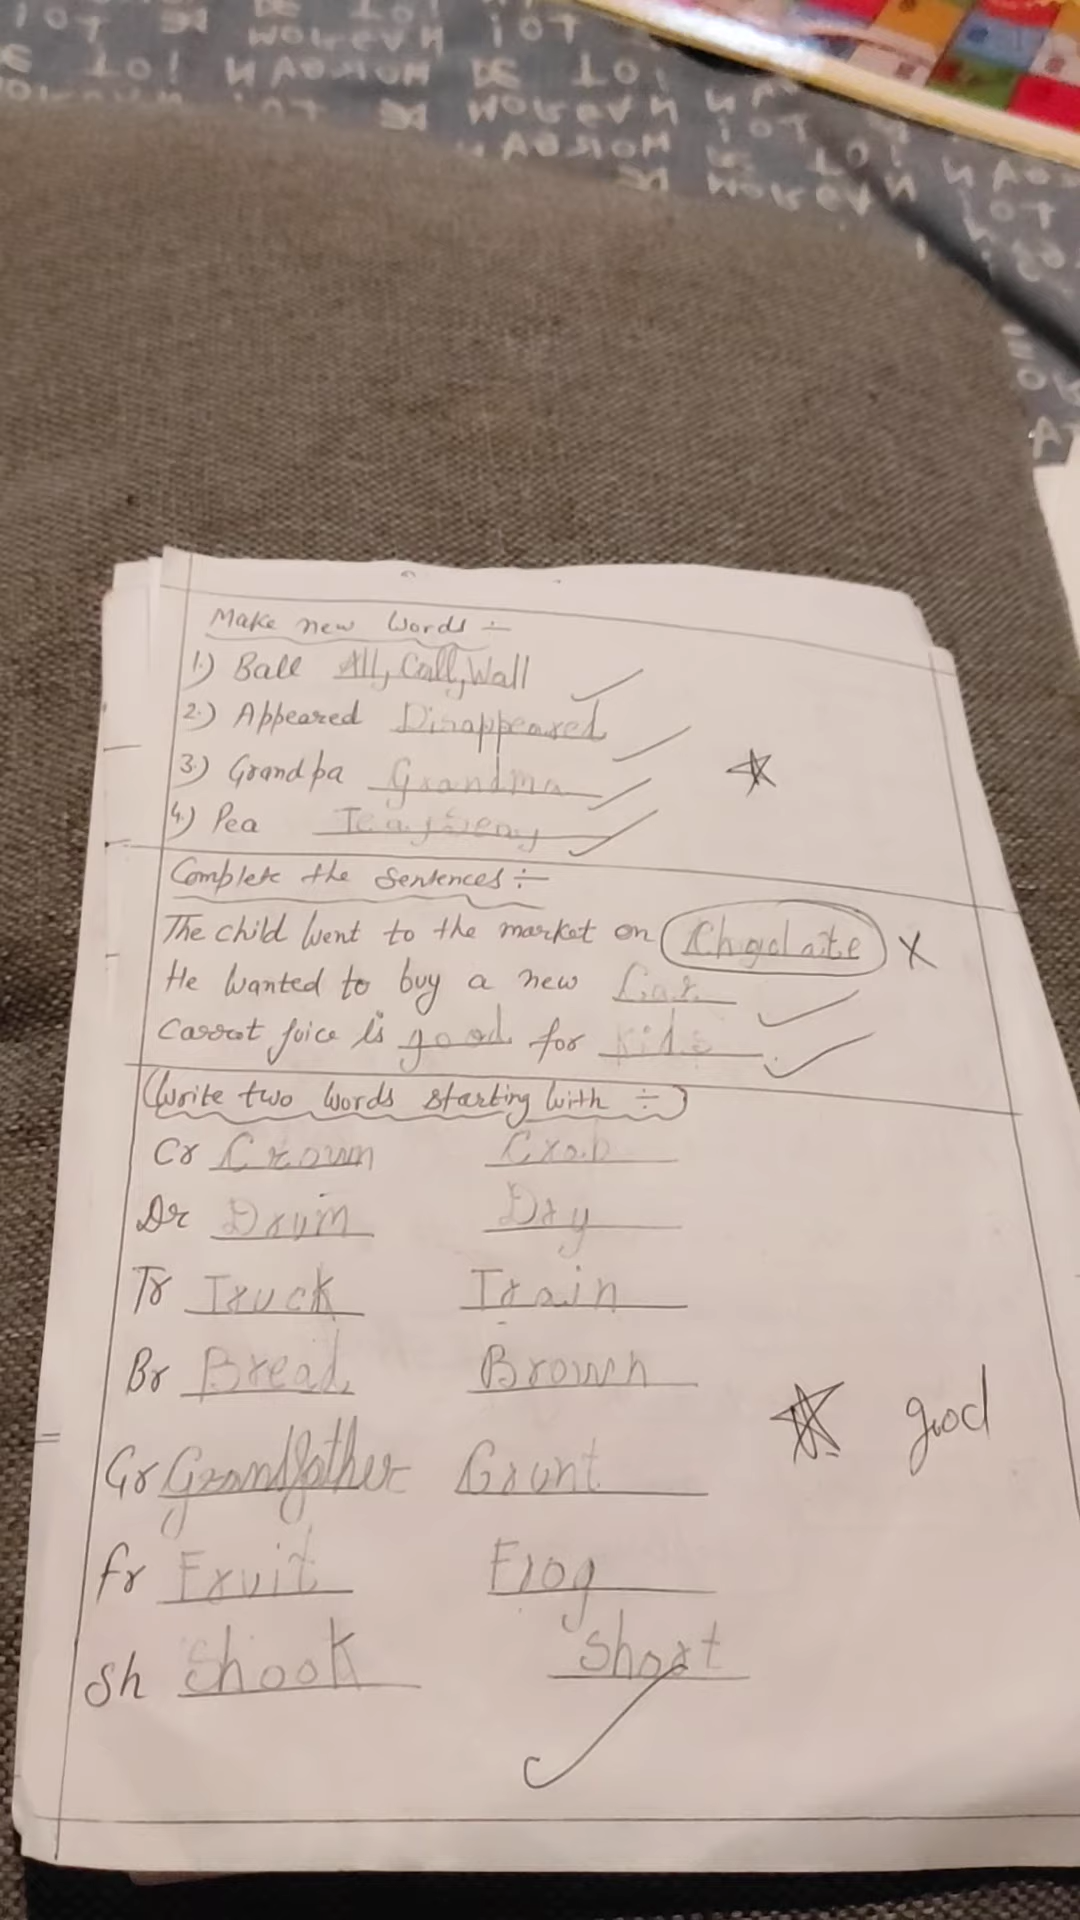 Make new Words :-
1.) Ball All, Call, Wall
2.) Appeared Disappeared
3.) Grandpa Grandma
4.) Pea Tea,
Complete the Sentences :-
The child went to the market on Chgolaite X
He wanted to buy a new Car
Carrot juice is good for kids.
Write two words starting with :-
Cr Crown Crab
Dr Drum Dry
Tr Truck Train
Br Bread Brown
Gr Grandfather Grunt
good
fr Fruit Frog
Sh Shook Short